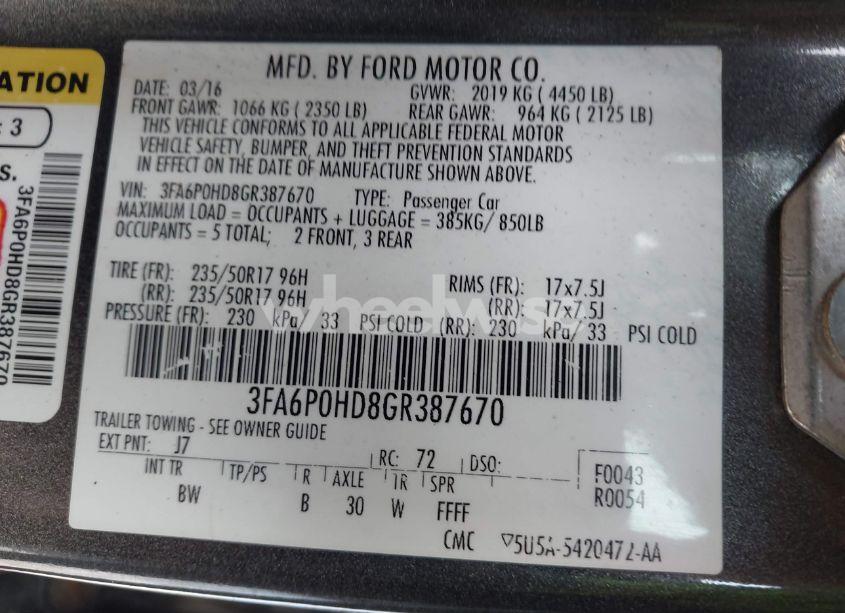 ATION
: 3
S.
3FA6P0HD8GR387670
MFD. BY FORD MOTOR CO.
DATE: 03/16 GVWR: 2019 KG ( 4450 LB)
FRONT GAWR: 1066 KG ( 2350 LB) REAR GAWR: 964 KG ( 2125 LB)
THIS VEHICLE CONFORMS TO ALL APPLICABLE FEDERAL MOTOR
VEHICLE SAFETY, BUMPER, AND THEFT PREVENTION STANDARDS
IN EFFECT ON THE DATE OF MANUFACTURE SHOWN ABOVE.
VIN: 3FA6P0HD8GR387670 TYPE: Passenger Car
MAXIMUM LOAD = OCCUPANTS + LUGGAGE = 385KG/ 850LB
OCCUPANTS = 5 TOTAL; 2 FRONT, 3 REAR
TIRE (FR): 235/50R17 96H RIMS (FR): 17x7.5J
(RR): 235/50R17 96H (RR): 17x7.5J
wheelwise
PRESSURE (FR): 230 kPa/ 33 PSI COLD (RR): 230 kPa/ 33 PSI COLD
3FA6P0HD8GR387670
TRAILER TOWING - SEE OWNER GUIDE
EXT PNT: J7 RC: 72 DSO: F0043
INT TR TP/PS R AXLE TR SPR R0054
BW B 30 W FFFF
CMC ▽5U5A-5420472-AA